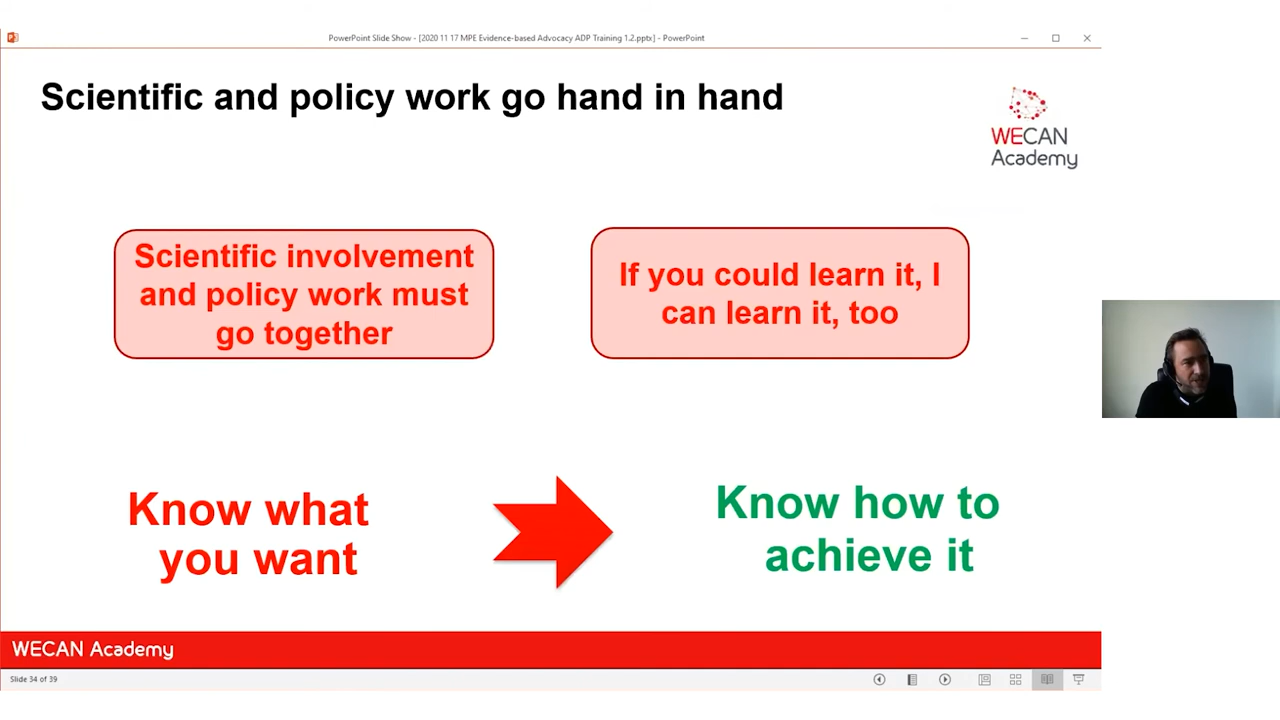 PowerPoint Slide Show - [2020 11 17 MPE Evidence-based Advocacy ADP Training 1.2.pptx] - PowerPoint
Scientific and policy work go hand in hand
WECAN
Academy
Scientific involvement
and policy work must
go together
If you could learn it, I
can learn it, too
Know what
you want
Know how to
achieve it
WECAN Academy
Slide 34 of 39